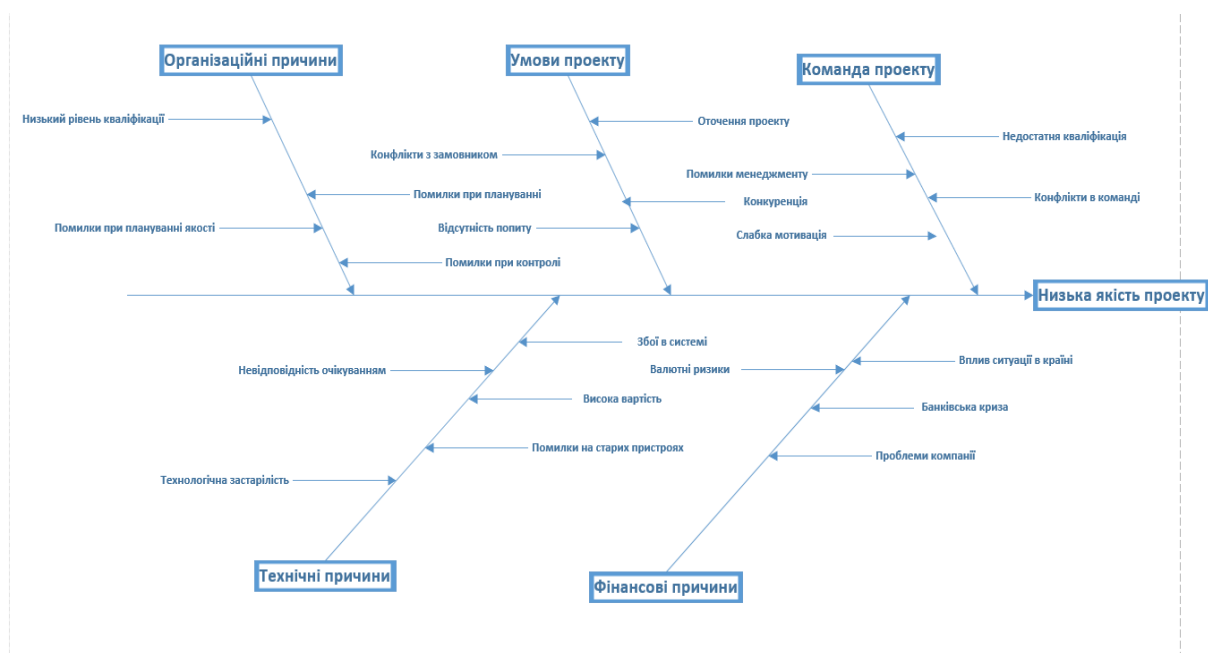 Організаційні причини
Умови проекту
Команда проекту
Низький рівень кваліфікації
Оточення проекту
Недостатня кваліфікація
Конфлікти з замовником
Помилки менеджменту
Помилки при плануванні
Конкуренція
Конфлікти в команді
Помилки при плануванні якості
Відсутність попиту
Слабка мотивація
Помилки при контролі
Низька якість проекту
Збої в системі
Вплив ситуації в країні
Невідповідність очікуванням
Валютні ризики
Висока вартість
Банківська криза
Помилки на старих пристроях
Проблеми компанії
Технологічна застарілість
Технічні причини
Фінансові причини